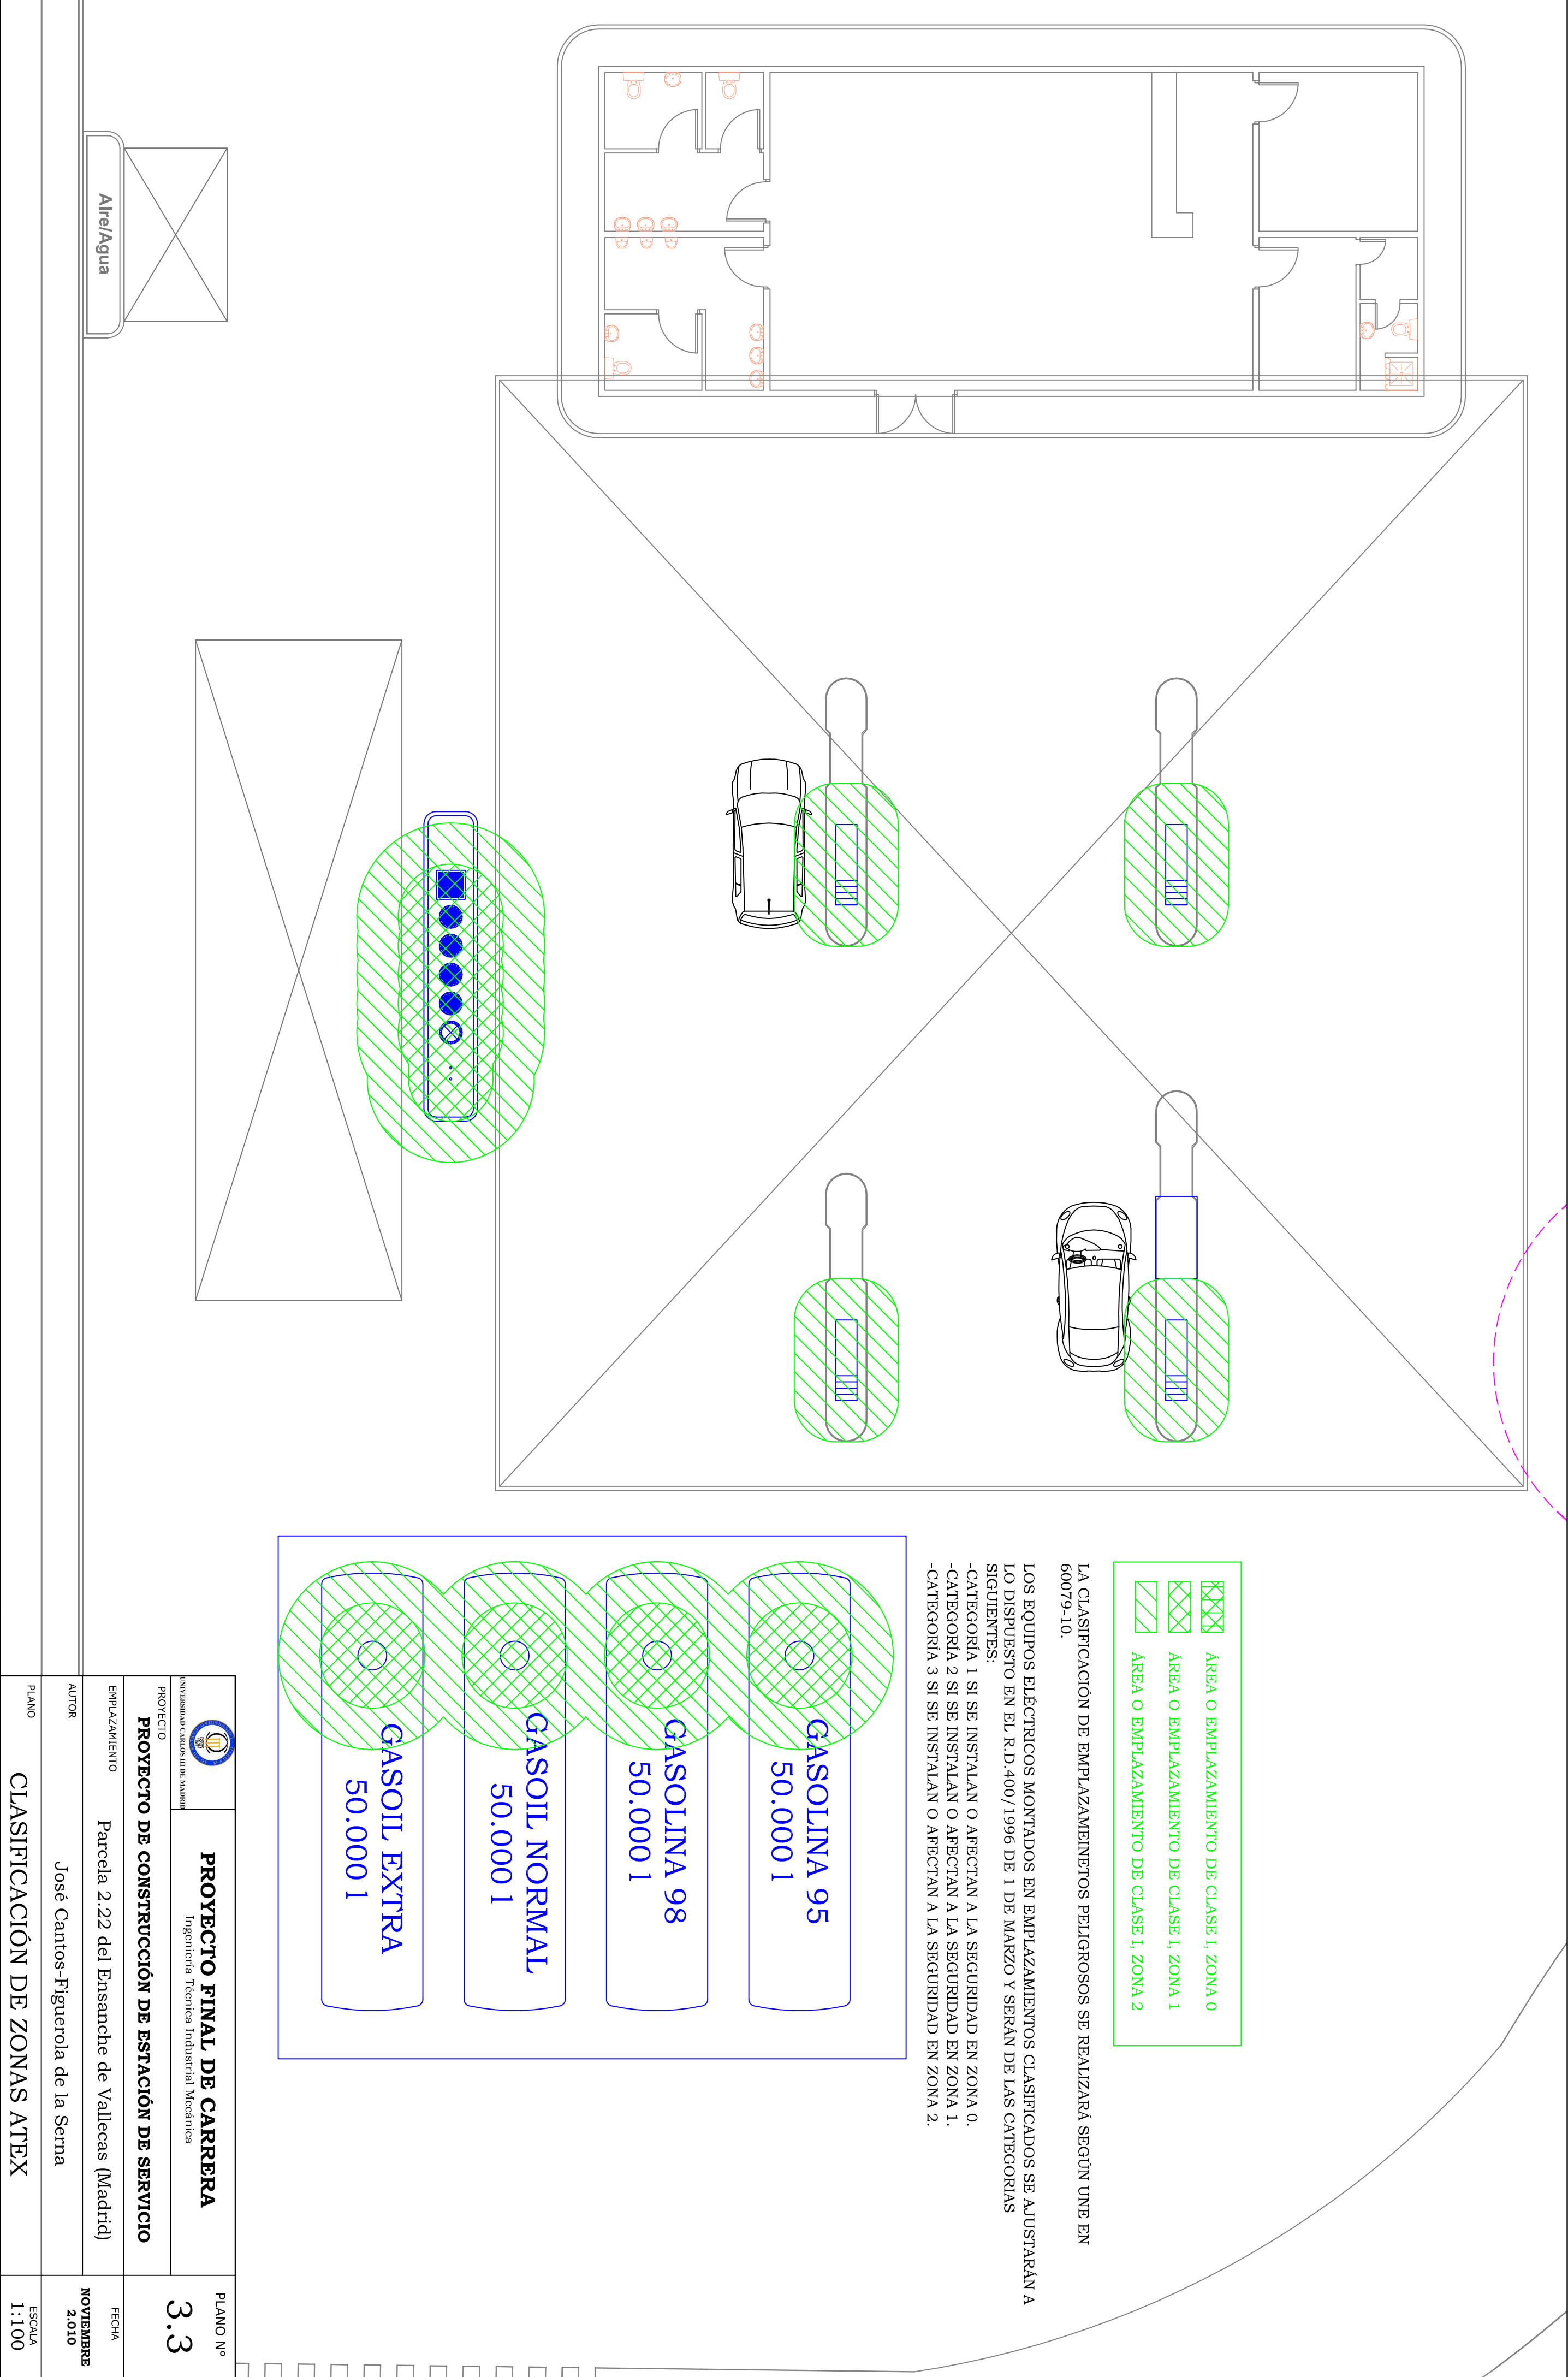 Aire/Agua
ÁREA O EMPLAZAMIENTO DE CLASE I, ZONA 0
ÁREA O EMPLAZAMIENTO DE CLASE I, ZONA 1
ÁREA O EMPLAZAMIENTO DE CLASE I, ZONA 2
LA CLASIFICACIÓN DE EMPLAZAMEINETOS PELIGROSOS SE REALIZARÁ SEGÚN UNE EN
60079-10.
LOS EQUIPOS ELÉCTRICOS MONTADOS EN EMPLAZAMIENTOS CLASIFICADOS SE AJUSTARÁN A
LO DISPUESTO EN EL R.D.400/1996 DE 1 DE MARZO Y SERÁN DE LAS CATEGORIAS
SIGUIENTES:
-CATEGORÍA 1 SI SE INSTALAN O AFECTAN A LA SEGURIDAD EN ZONA 0.
-CATEGORÍA 2 SI SE INSTALAN O AFECTAN A LA SEGURIDAD EN ZONA 1.
-CATEGORÍA 3 SI SE INSTALAN O AFECTAN A LA SEGURIDAD EN ZONA 2.
GASOLINA 95
50.000 l
GASOLINA 98
50.000 l
GASOIL NORMAL
50.000 l
GASOIL EXTRA
50.000 l
UNIVERSIDAD CARLOS III DE MADRID
PROYECTO FINAL DE CARRERA
Ingeniería Técnica Industrial Mecánica
PLANO Nº
3.3
PROYECTO
PROYECTO DE CONSTRUCCIÓN DE ESTACIÓN DE SERVICIO
EMPLAZAMIENTO
Parcela 2.22 del Ensanche de Vallecas (Madrid)
FECHA
NOVIEMBRE
2.010
AUTOR
José Cantos-Figuerola de la Serna
PLANO
CLASIFICACIÓN DE ZONAS ATEX
ESCALA
1:100